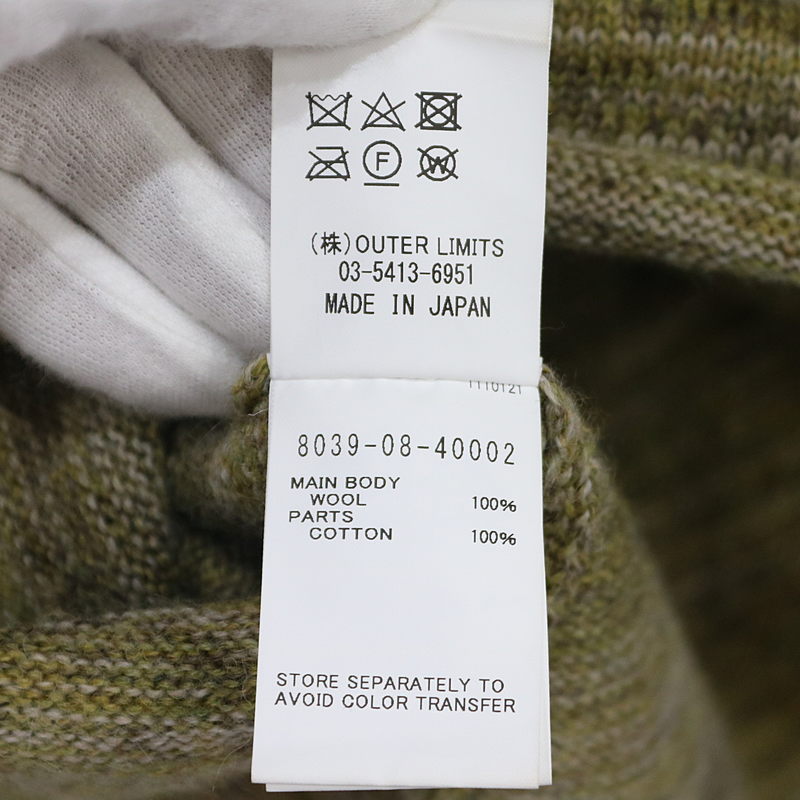 F
W
(株)OUTER LIMITS
03-5413-6951
MADE IN JAPAN
1110121
8039-08-40002
MAIN BODY
WOOL 100%
PARTS
COTTON 100%
STORE SEPARATELY TO
AVOID COLOR TRANSFER